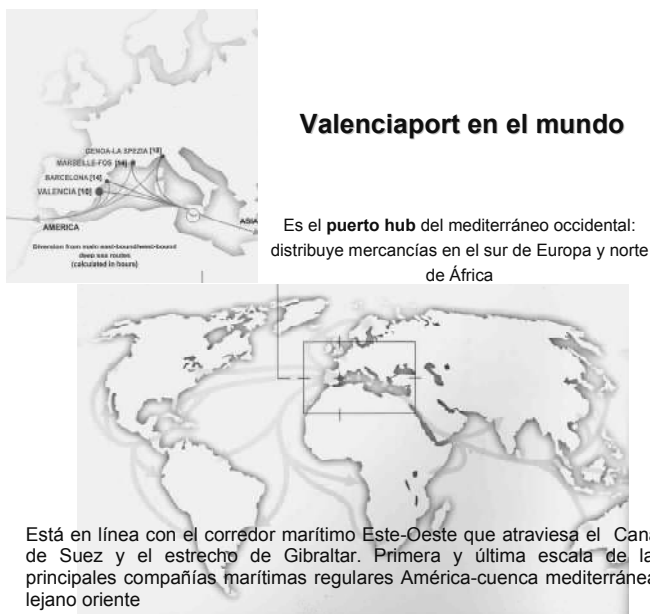 Valenciaport en el mundo
GENOA-LA SPEZIA [18]
MARSEILLE-FOS
BARCELONA [14]
VALENCIA [10]
AMERICA
ASIA
Diversion from main east-bound/west-bound
deep sea routes
(calculated in hours)
Es el puerto hub del mediterráneo occidental:
distribuye mercancías en el sur de Europa y norte
de África
Está en línea con el corredor marítimo Este-Oeste que atraviesa el Cana
de Suez y el estrecho de Gibraltar. Primera y última escala de la
principales compañías marítimas regulares América-cuenca mediterránea
lejano oriente